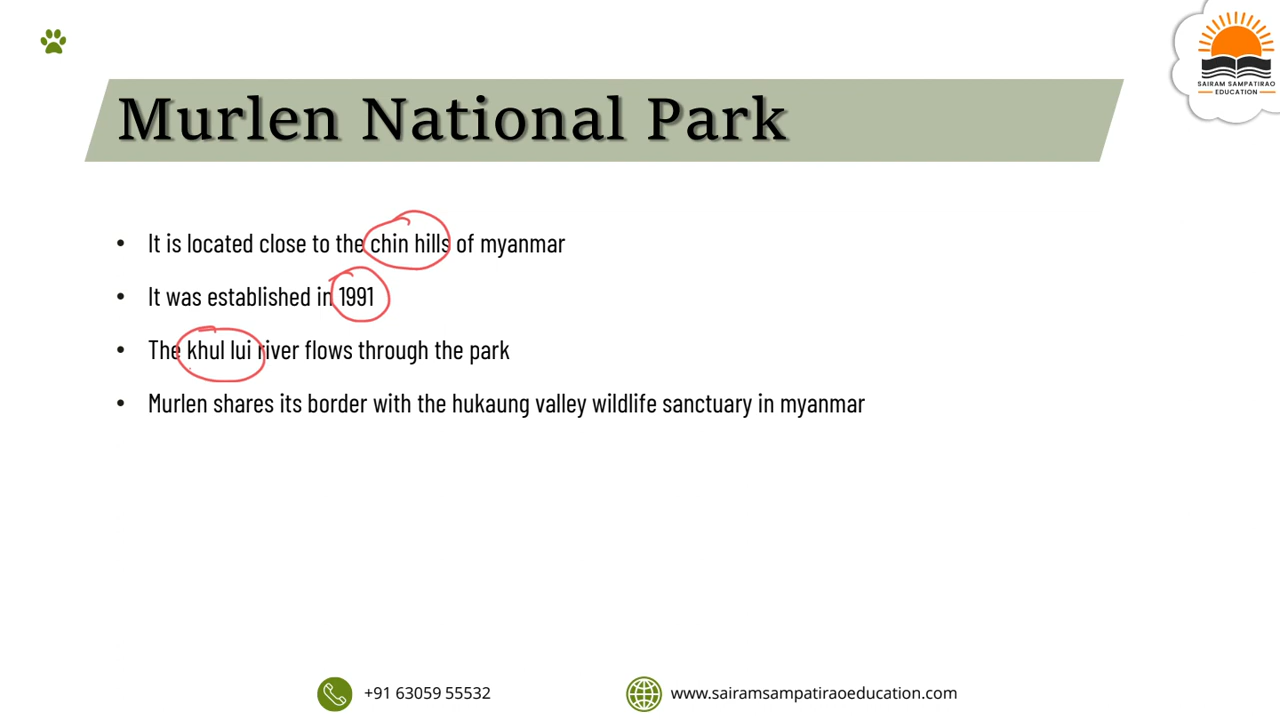 SAIRAM SAMPATIRAO
EDUCATION
Murlen National Park
• It is located close to the chin hills of myanmar
• It was established in 1991
• The khul lui river flows through the park
• Murlen shares its border with the hukaung valley wildlife sanctuary in myanmar
+91 63059 55532
www.sairamsampatiraoeducation.com